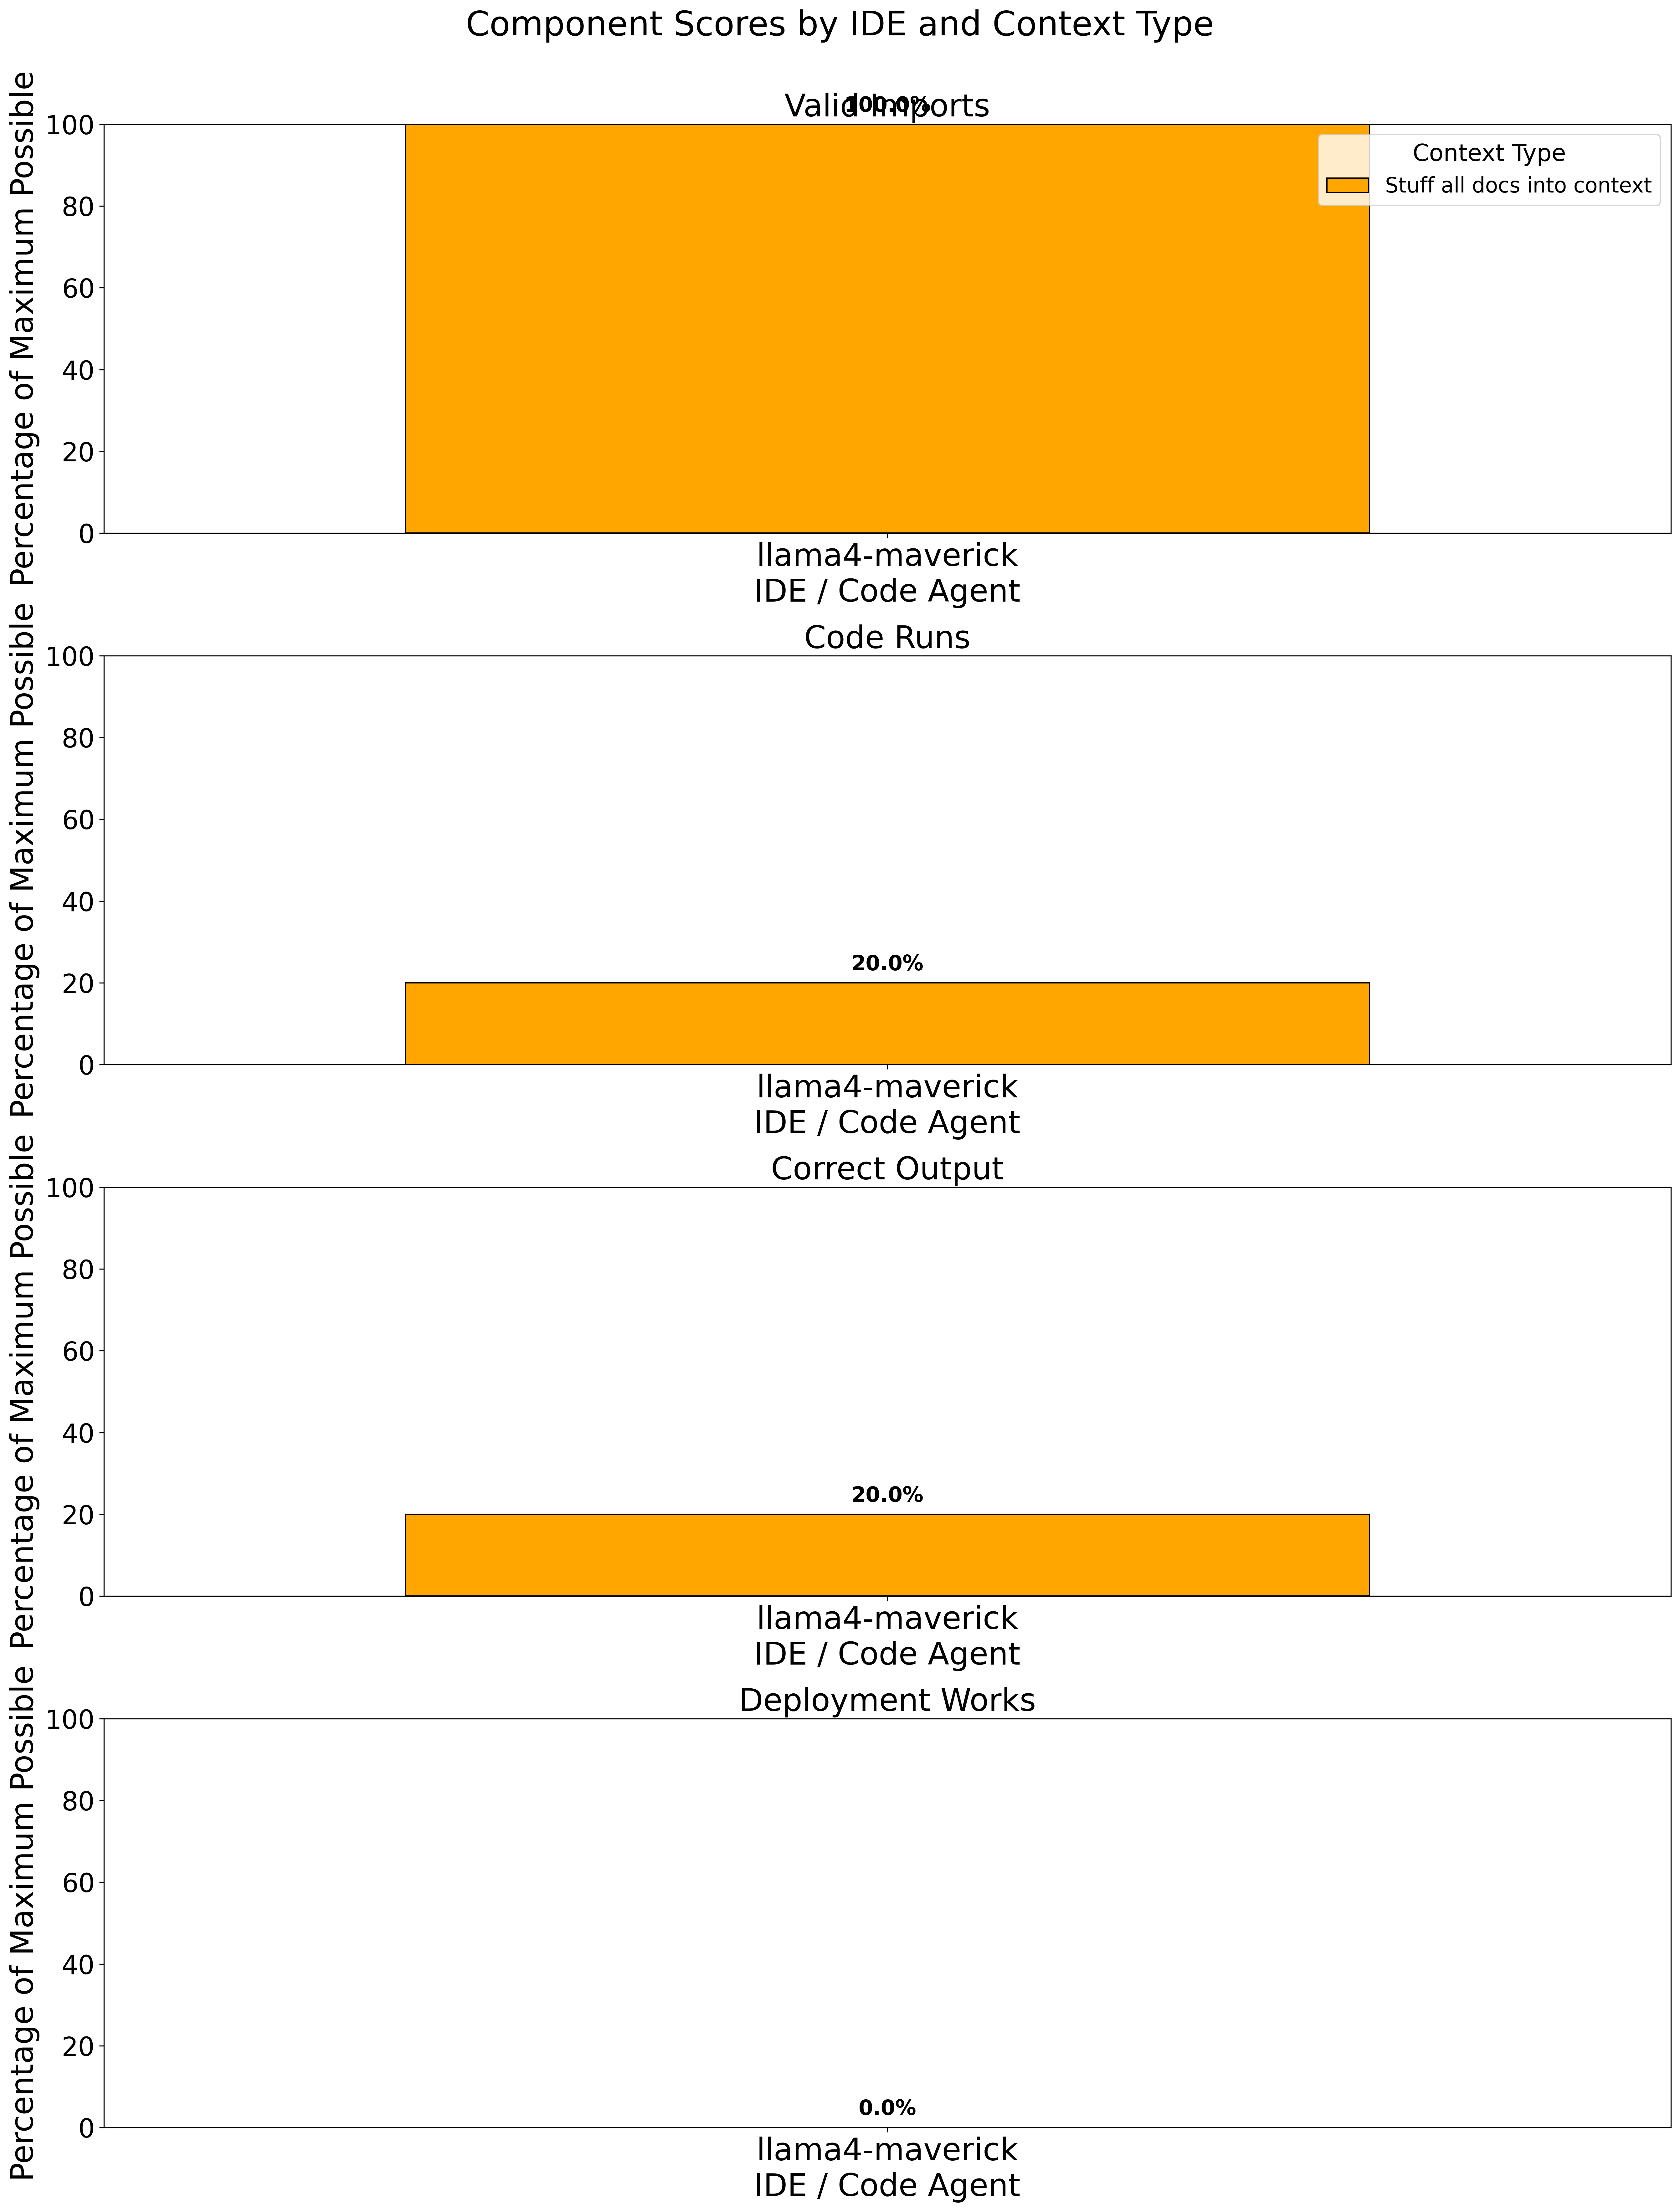 Component Scores by IDE and Context Type
Valid Imports
100.0%
Percentage of Maximum Possible
100
80
60
40
20
0
Context Type
Stuff all docs into context
llama4-maverick
IDE / Code Agent
Code Runs
Percentage of Maximum Possible
100
80
60
40
20
0
20.0%
llama4-maverick
IDE / Code Agent
Correct Output
Percentage of Maximum Possible
100
80
60
40
20
0
20.0%
llama4-maverick
IDE / Code Agent
Deployment Works
Percentage of Maximum Possible
100
80
60
40
20
0
0.0%
llama4-maverick
IDE / Code Agent